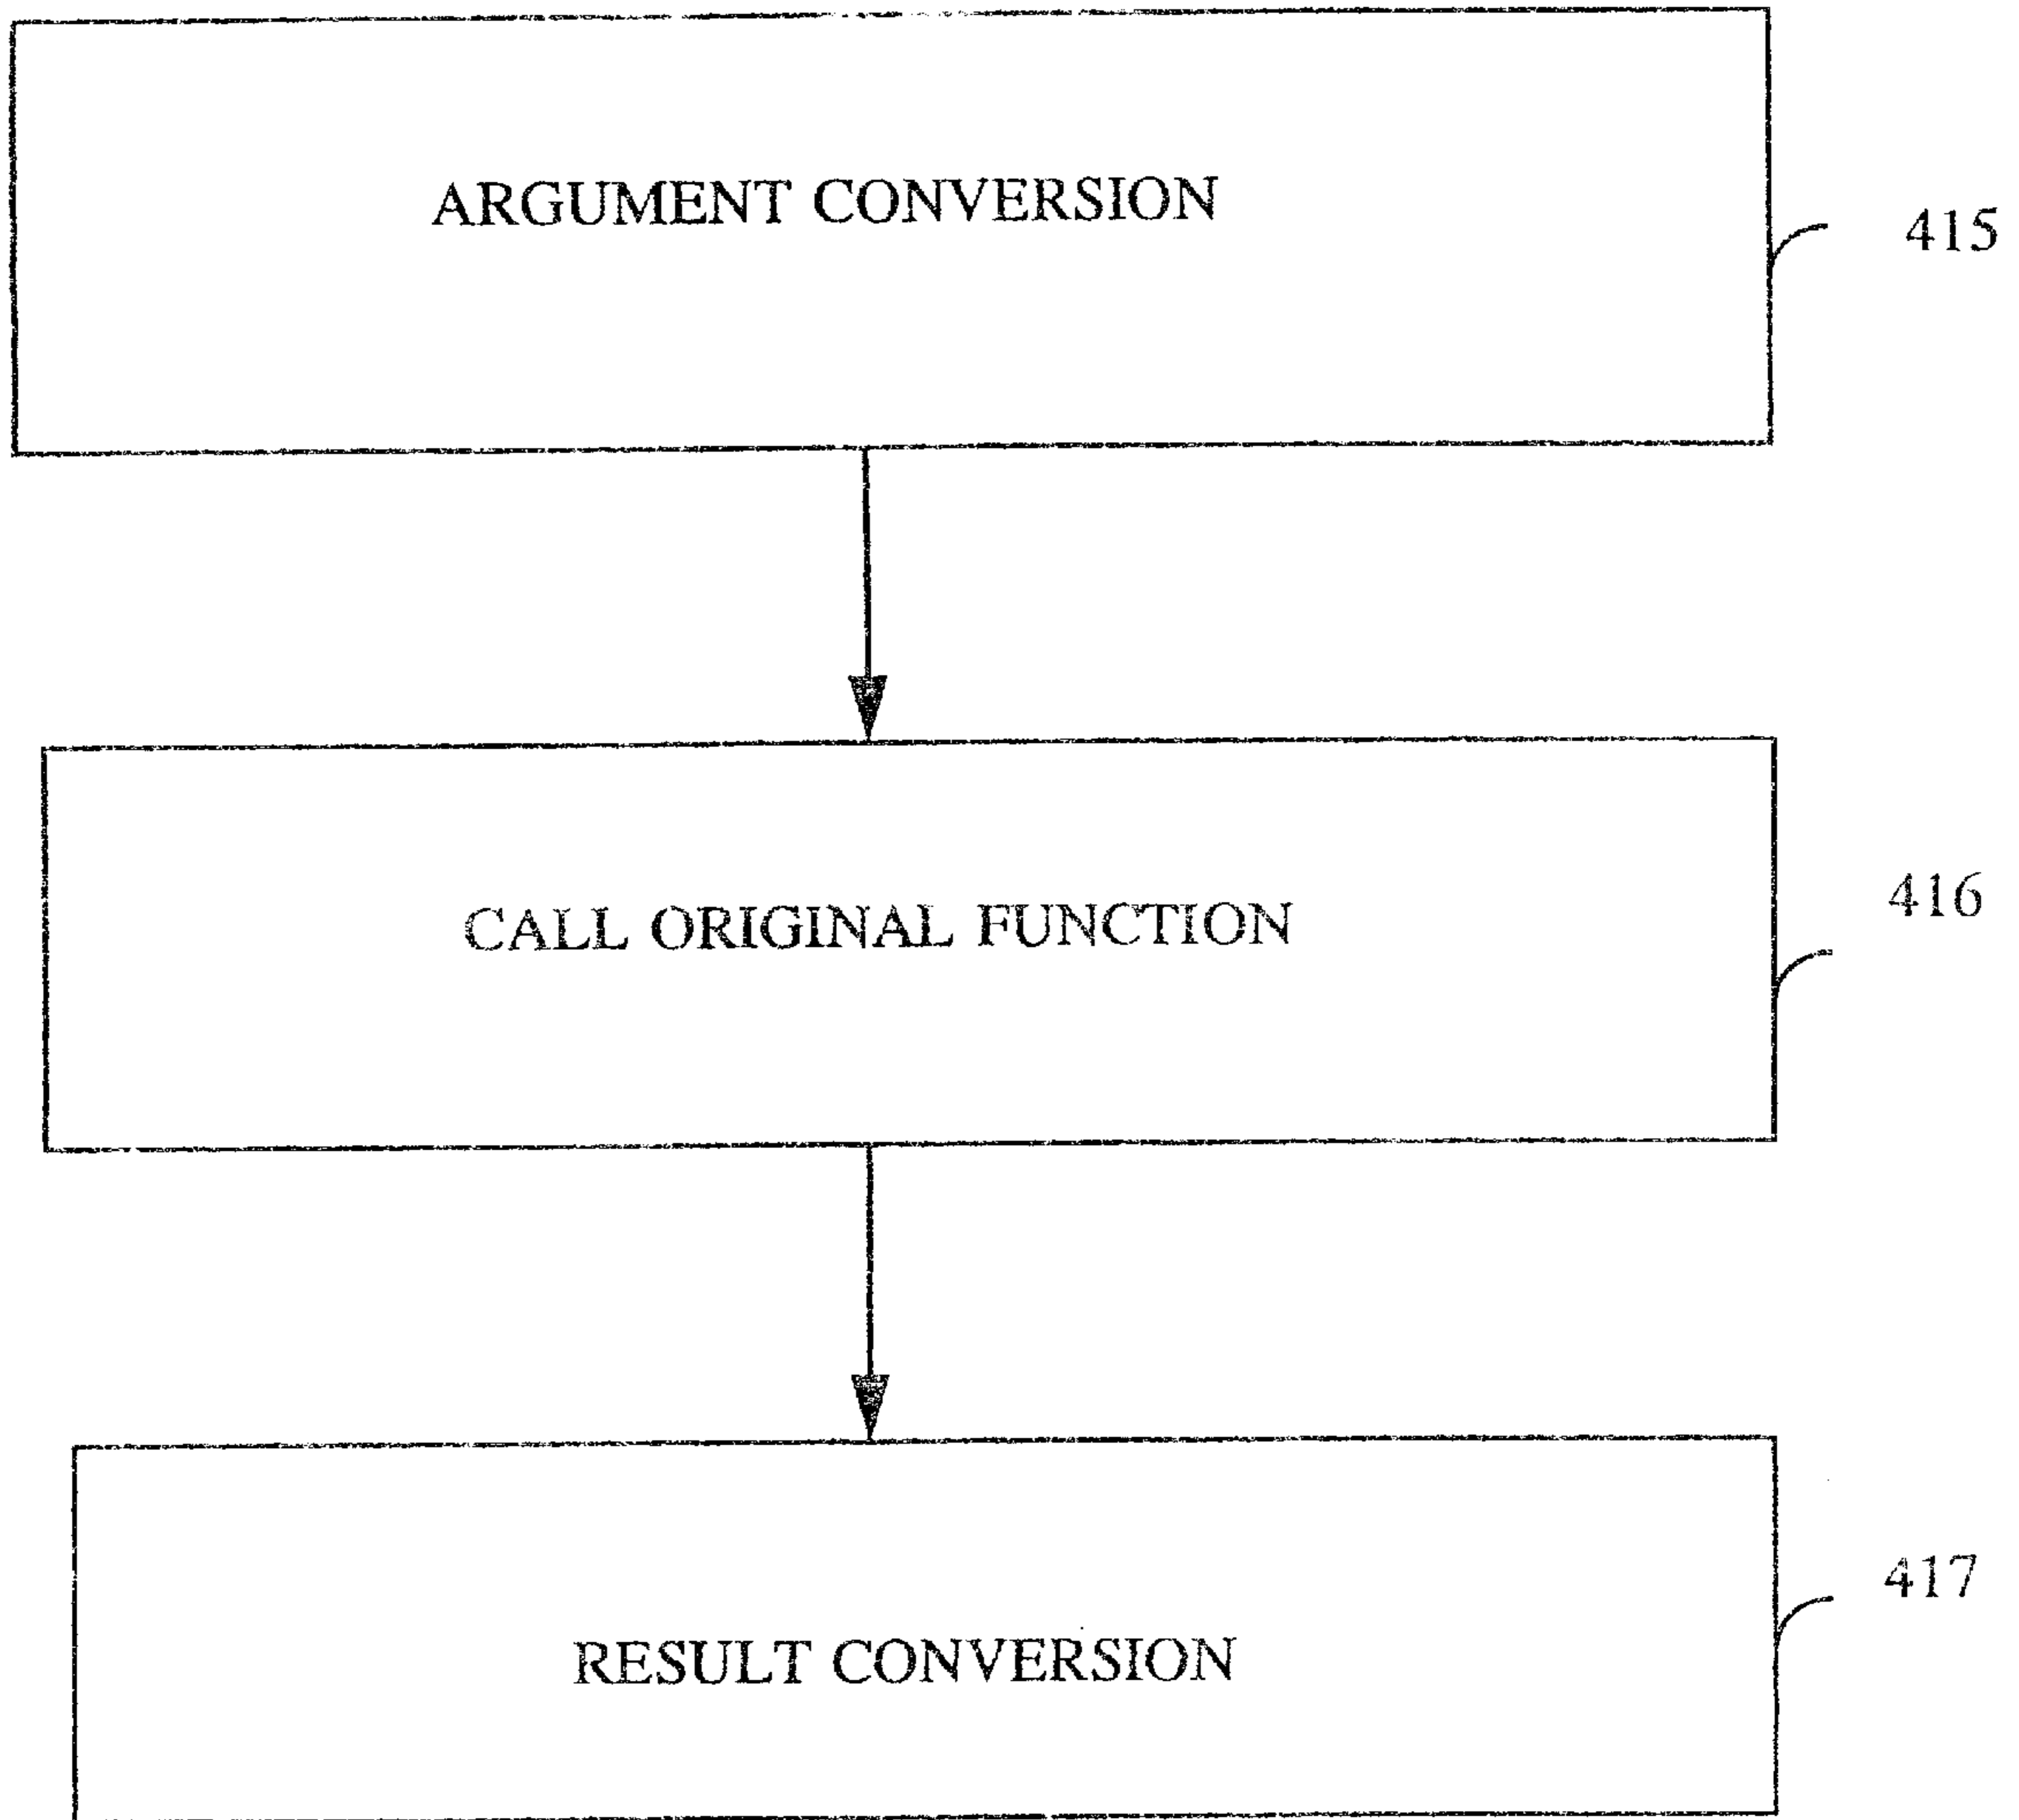 ARGUMENT CONVERSION
415
CALL ORIGINAL FUNCTION
416
RESULT CONVERSION
417